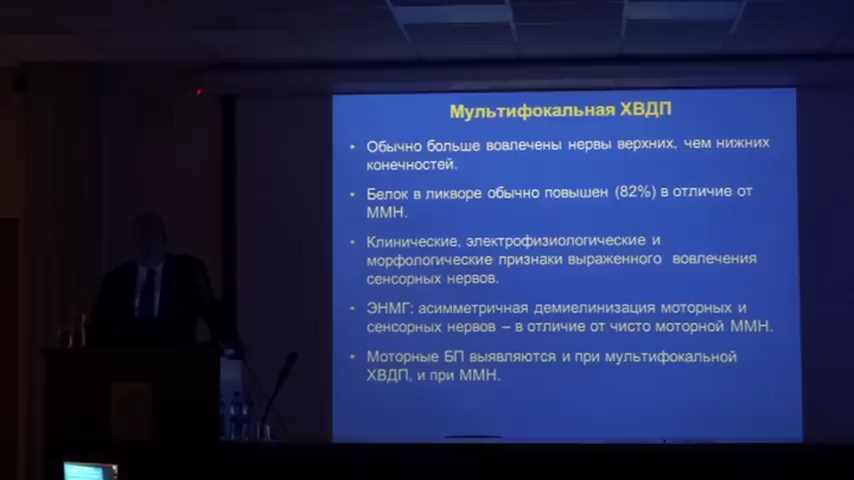 Мультифокальная ХВДП
• Обычно больше вовлечены нервы верхних, чем нижних
конечностей.
• Белок в ликворе обычно повышен (82%) в отличие от
ММН.
• Клинические, электрофизиологические и
морфологические признаки выраженного вовлечения
сенсорных нервов.
• ЭНМГ: асимметричная демиелинизация моторных и
сенсорных нервов – в отличие от чисто моторной ММН.
• Моторные БП выявляются и при мультифокальной
ХВДП, и при ММН.